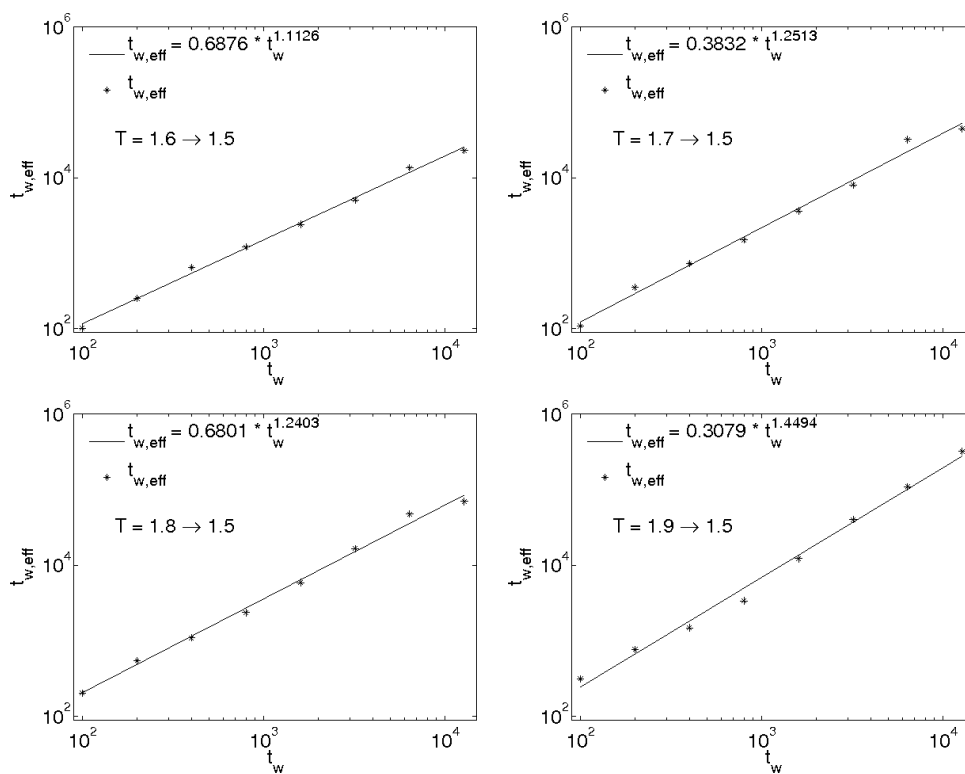 10^6
t_w,eff = 0.6876 * t_w^1.1126
t_w,eff
T = 1.6 → 1.5
10^4
t_w,eff
10^2
10^2 10^3 10^4
t_w
10^6
t_w,eff = 0.3832 * t_w^1.2513
t_w,eff
T = 1.7 → 1.5
10^4
t_w,eff
10^2
10^2 10^3 10^4
t_w
10^6
t_w,eff = 0.6801 * t_w^1.2403
t_w,eff
T = 1.8 → 1.5
10^4
t_w,eff
10^2
10^2 10^3 10^4
t_w
10^6
t_w,eff = 0.3079 * t_w^1.4494
t_w,eff
T = 1.9 → 1.5
10^4
t_w,eff
10^2
10^2 10^3 10^4
t_w